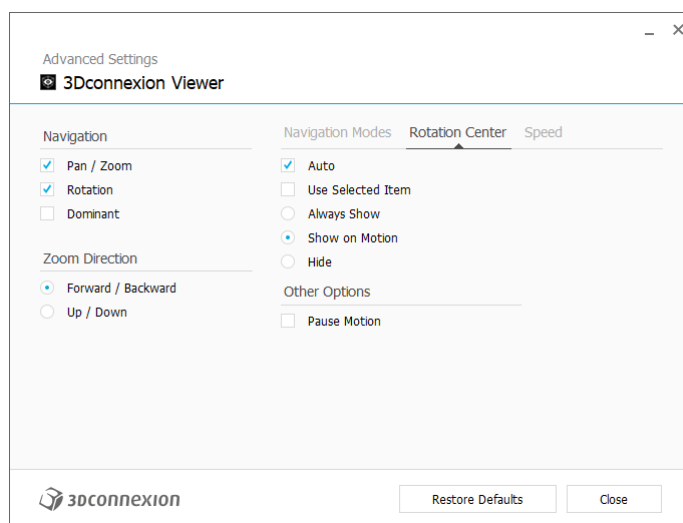 Advanced Settings
3Dconnexion Viewer
Navigation
Pan / Zoom
Rotation
Dominant
Zoom Direction
Forward / Backward
Up / Down
Navigation Modes Rotation Center Speed
Auto
Use Selected Item
Always Show
Show on Motion
Hide
Other Options
Pause Motion
3Dconnexion
Restore Defaults Close